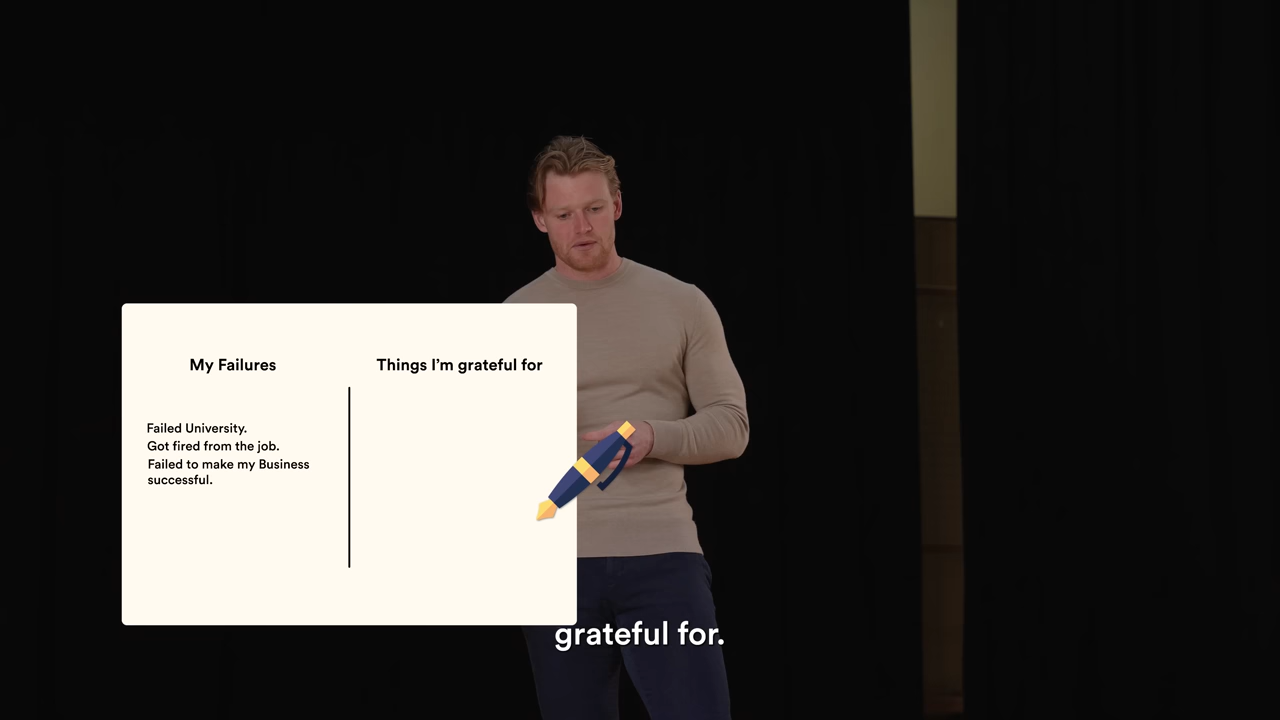 My Failures
Things I'm grateful for
Failed University.
Got fired from the job.
Failed to make my Business
successful.
grateful for.